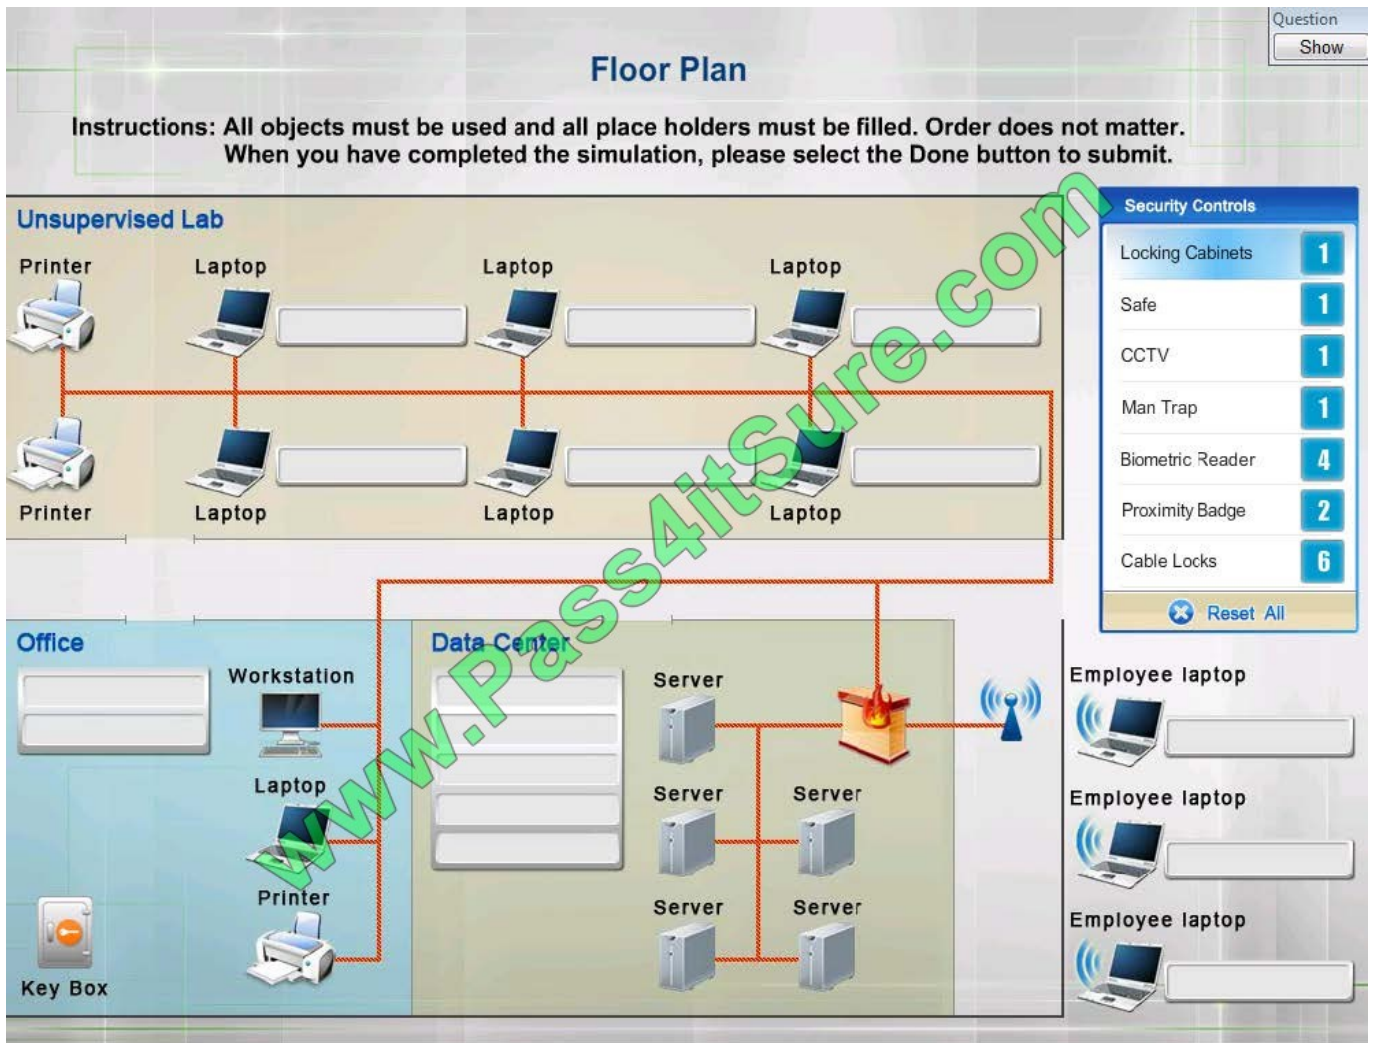 Question
Show
Floor Plan
Instructions: All objects must be used and all place holders must be filled. Order does not matter.
When you have completed the simulation, please select the Done button to submit.
Unsupervised Lab
Printer
Laptop
Laptop
Laptop
Printer
Laptop
Laptop
Laptop
Security Controls
Locking Cabinets 1
Safe 1
CCTV 1
Man Trap 1
Biometric Reader 4
Proximity Badge 2
Cable Locks 6
Reset All
Office
Workstation
Laptop
Printer
Key Box
Data Center
Server
Server
Server
Server
Server
Employee laptop
Employee laptop
Employee laptop
www.Pass4itSure.com